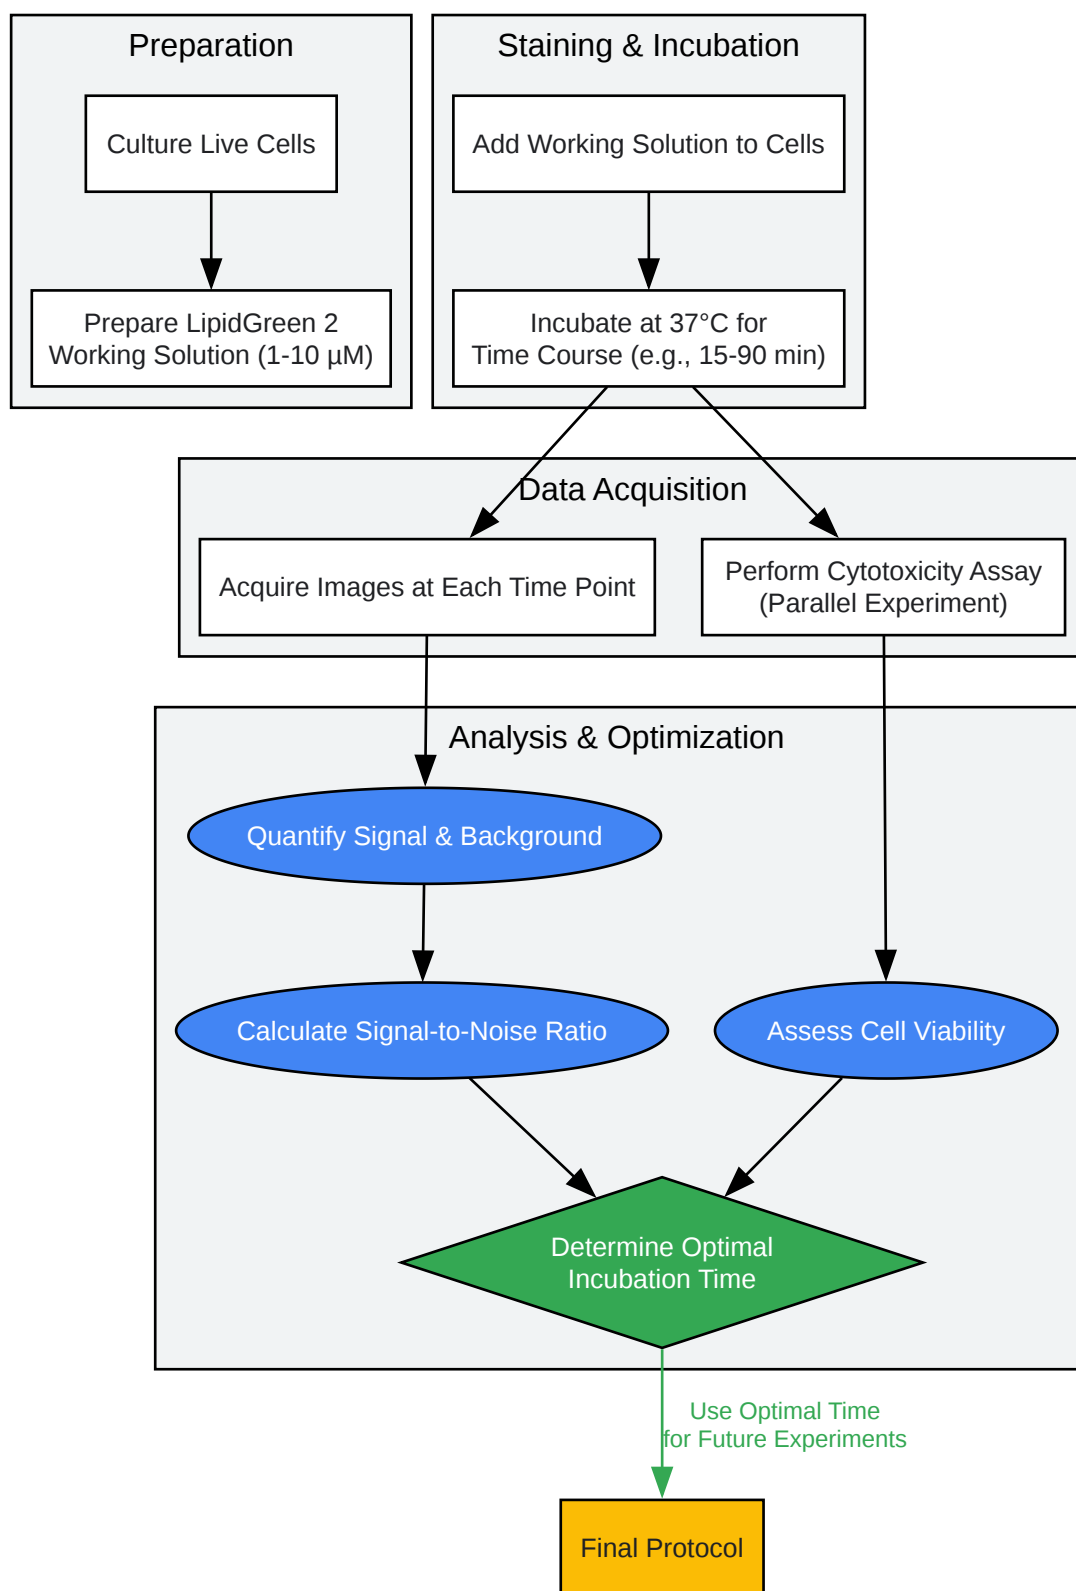 Preparation
Culture Live Cells
Prepare LipidGreen 2
Working Solution (1-10 µM)
Staining & Incubation
Add Working Solution to Cells
Incubate at 37°C for
Time Course (e.g., 15-90 min)
Data Acquisition
Acquire Images at Each Time Point
Perform Cytotoxicity Assay
(Parallel Experiment)
Analysis & Optimization
Quantify Signal & Background
Calculate Signal-to-Noise Ratio
Assess Cell Viability
Determine Optimal
Incubation Time
Use Optimal Time
for Future Experiments
Final Protocol